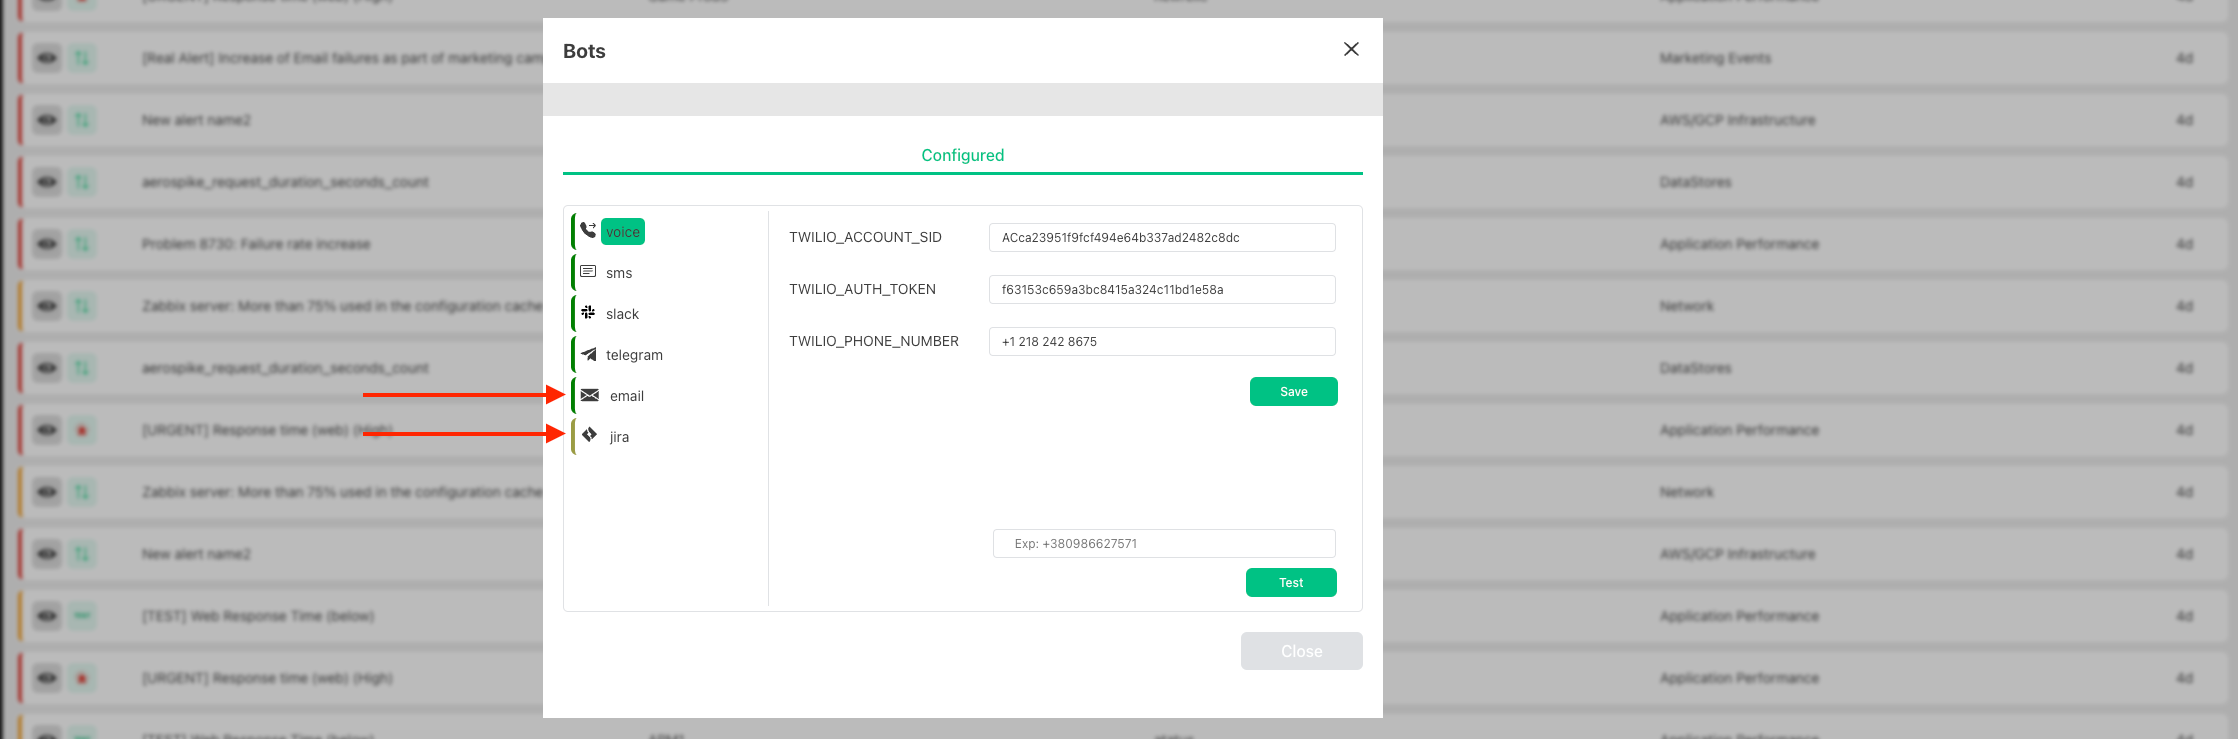 Bots
Configured
voice
sms
slack
telegram
email
jira
TWILIO_ACCOUNT_SID
ACca23951f9fcf494e64b337ad2482c8dc
TWILIO_AUTH_TOKEN
f63153c659a3bc8415a324c11bd1e58a
TWILIO_PHONE_NUMBER
+1 218 242 8675
Save
Exp: +380986627571
Test
Close
[Real Alert] Increase of Email failures as part of marketing
Marketing Events
4d
New alert name2
AWS/GCP Infrastructure
4d
aerospike_request_duration_seconds_count
DataStores
4d
Problem 8730: Failure rate increase
Application Performance
4d
Zabbix server: More than 75% used in the configuration cache
Network
4d
aerospike_request_duration_seconds_count
DataStores
4d
[URGENT] Response time (web) (High)
Application Performance
4d
Zabbix server: More than 75% used in the configuration cache
Network
4d
New alert name2
AWS/GCP Infrastructure
4d
[TEST] Web Response Time (below)
Application Performance
4d
[URGENT] Response time (web) (High)
Application Performance
4d